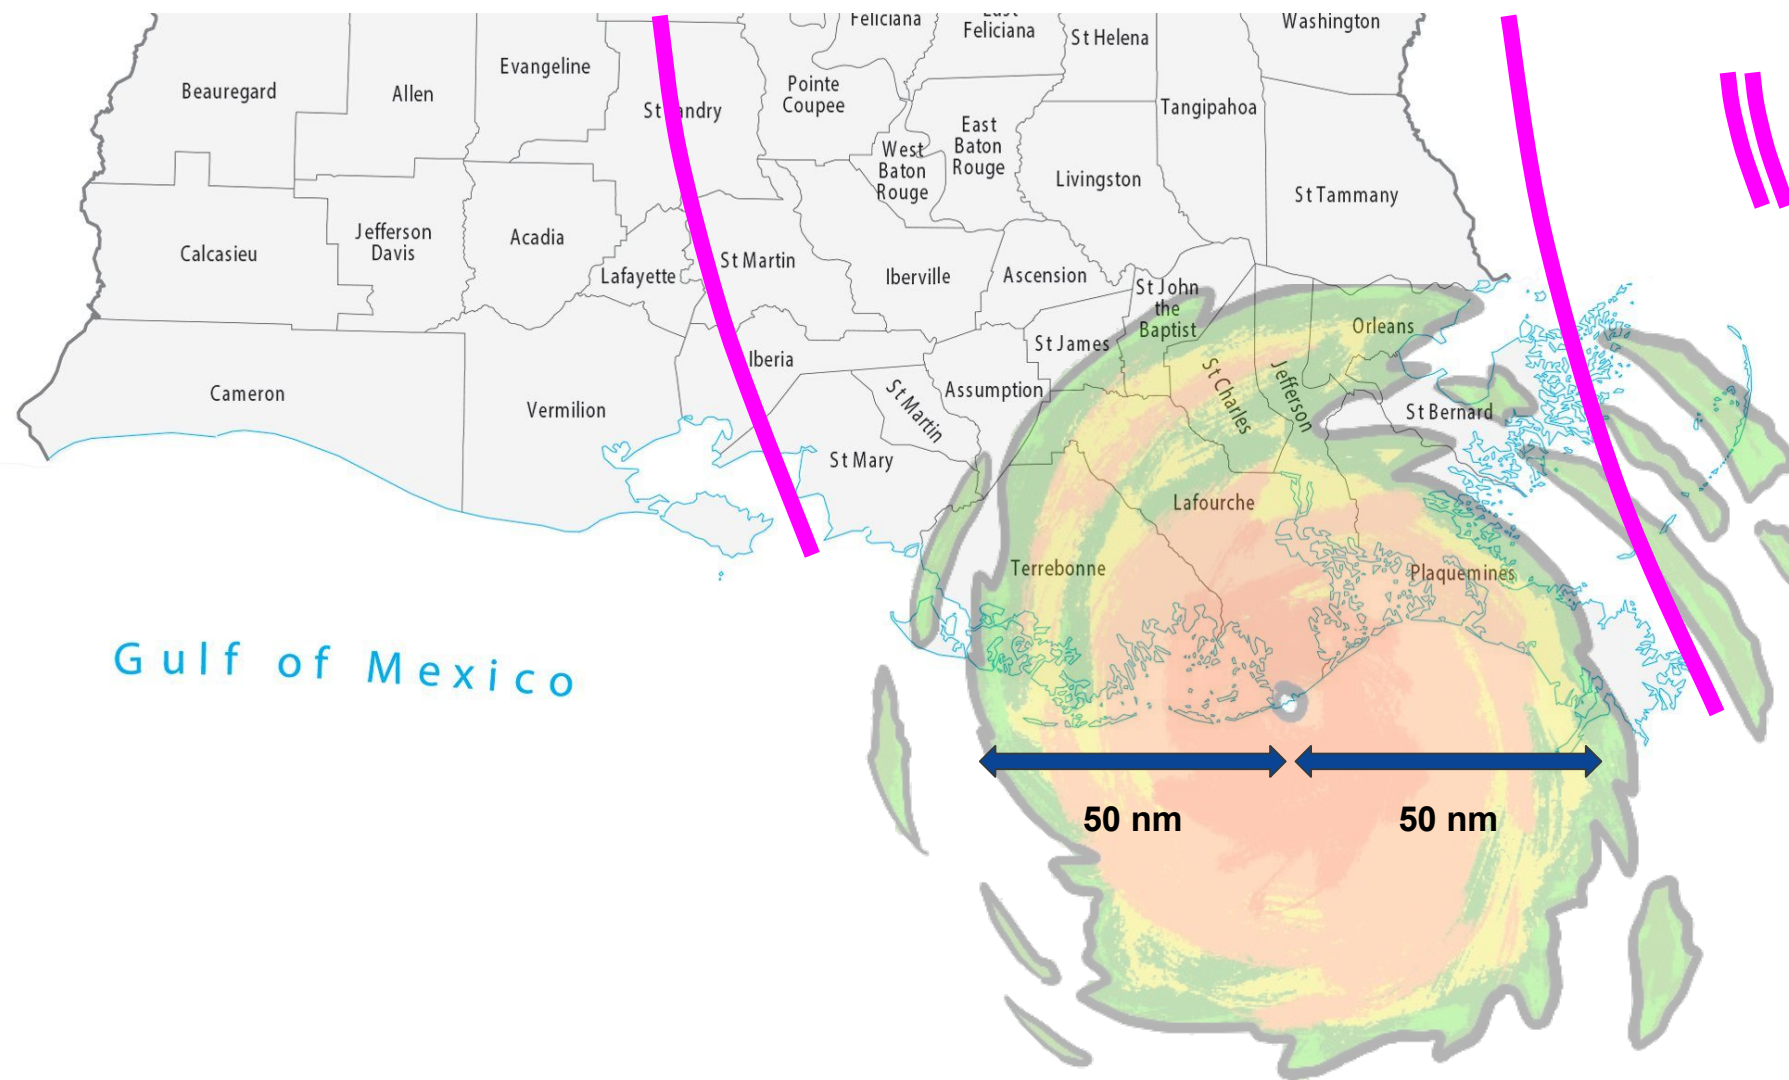 Feliciana
East
Feliciana
Washington
St Helena
Evangeline
Beauregard
Allen
Pointe
Coupee
St Landry
Tangipahoa
East
Baton
Rouge
West
Baton
Rouge
Livingston
St Tammany
Jefferson
Davis
Acadia
Calcasieu
St Martin
Lafayette
Iberville
Ascension
St John
the
Baptist
Orleans
St James
Iberia
Cameron
Vermilion
St Martin
Assumption
St Charles
Jefferson
St Bernard
St Mary
Lafourche
Terrebonne
Plaquemines
Gulf of Mexico
50 nm
50 nm